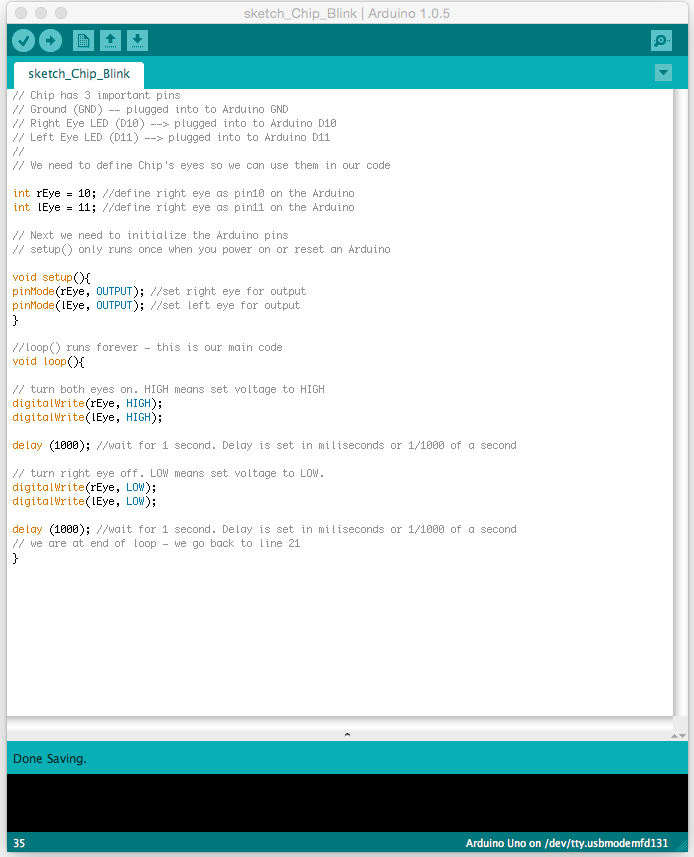 sketch_Chip_Blink | Arduino 1.0.5
sketch_Chip_Blink
// Chip has 3 important pins
// Ground (GND) -- plugged into to Arduino GND
// Right Eye LED (D10) --> plugged into to Arduino D10
// Left Eye LED (D11) --> plugged into to Arduino D11
//
// We need to define Chip's eyes so we can use them in our code
int rEye = 10; //define right eye as pin10 on the Arduino
int lEye = 11; //define right eye as pin11 on the Arduino
// Next we need to initialize the Arduino pins
// setup() only runs once when you power on or reset an Arduino
void setup(){
pinMode(rEye, OUTPUT); //set right eye for output
pinMode(lEye, OUTPUT); //set left eye for output
}
//loop() runs forever - this is our main code
void loop(){
// turn both eyes on. HIGH means set voltage to HIGH
digitalWrite(rEye, HIGH);
digitalWrite(lEye, HIGH);
delay (1000); //wait for 1 second. Delay is set in miliseconds or 1/1000 of a second
// turn right eye off. LOW means set voltage to LOW.
digitalWrite(rEye, LOW);
digitalWrite(lEye, LOW);
delay (1000); //wait for 1 second. Delay is set in miliseconds or 1/1000 of a second
// we are at end of loop - we go back to line 21
}
Done Saving.
35
Arduino Uno on /dev/tty.usbmodemfd131